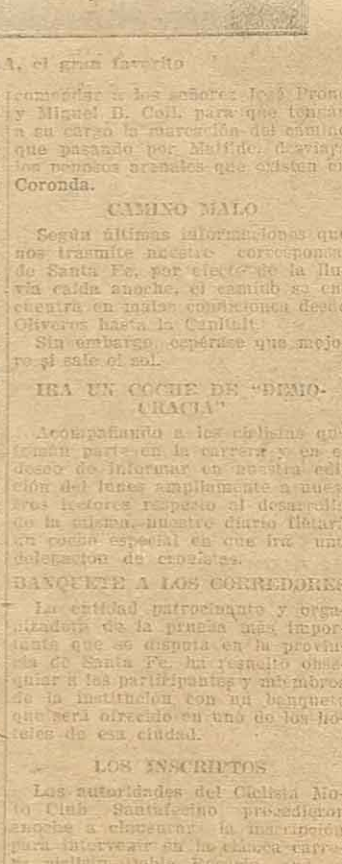 A, el gran favorito
comendar a los señores José Pron
y Miguel B. Coll, para que tengan
a su cargo la marcación del camino
que pasando por Matilde, desvíay
los penosos arenales que existen en
Coronda.
CAMINO MALO
Según últimas informaciones que
nos trasmite nuestro corresponsa
de Santa Fe, por efecto de la llu
via caída anoche, el camino se en
cuentra en malas condiciones desde
Oliveros hasta la Capital.
Sin embargo, espérase que mejo
re si sale el sol.
IRA UN COCHE DE "DEMO-
CRACIA"
Acompañando a los ciclistas que
toman parte en la carrera y en el
deseo de informar en nuestra edi
ción del lunes ampliamente a nues
tros lectores respecto al desarrollo
de la misma, nuestro diario fletará
un coche especial en que irá una
delegación de cronistas.
BANQUETE A LOS CORREDORES
La entidad patrocinante y orga
nizadora de la prueba más impor
tante que se disputa en la provin
cia de Santa Fe, ha resuelto obse
quiar a los participantes y miembros
de la institución con un banquete
que será ofrecido en uno de los ho
teles de esa ciudad.
LOS INSCRIPTOS
Las autoridades del Ciclista Mo
to Club Santafecino procedieron
anoche a clausurar la inscripción
para intervenir en la clásica carre